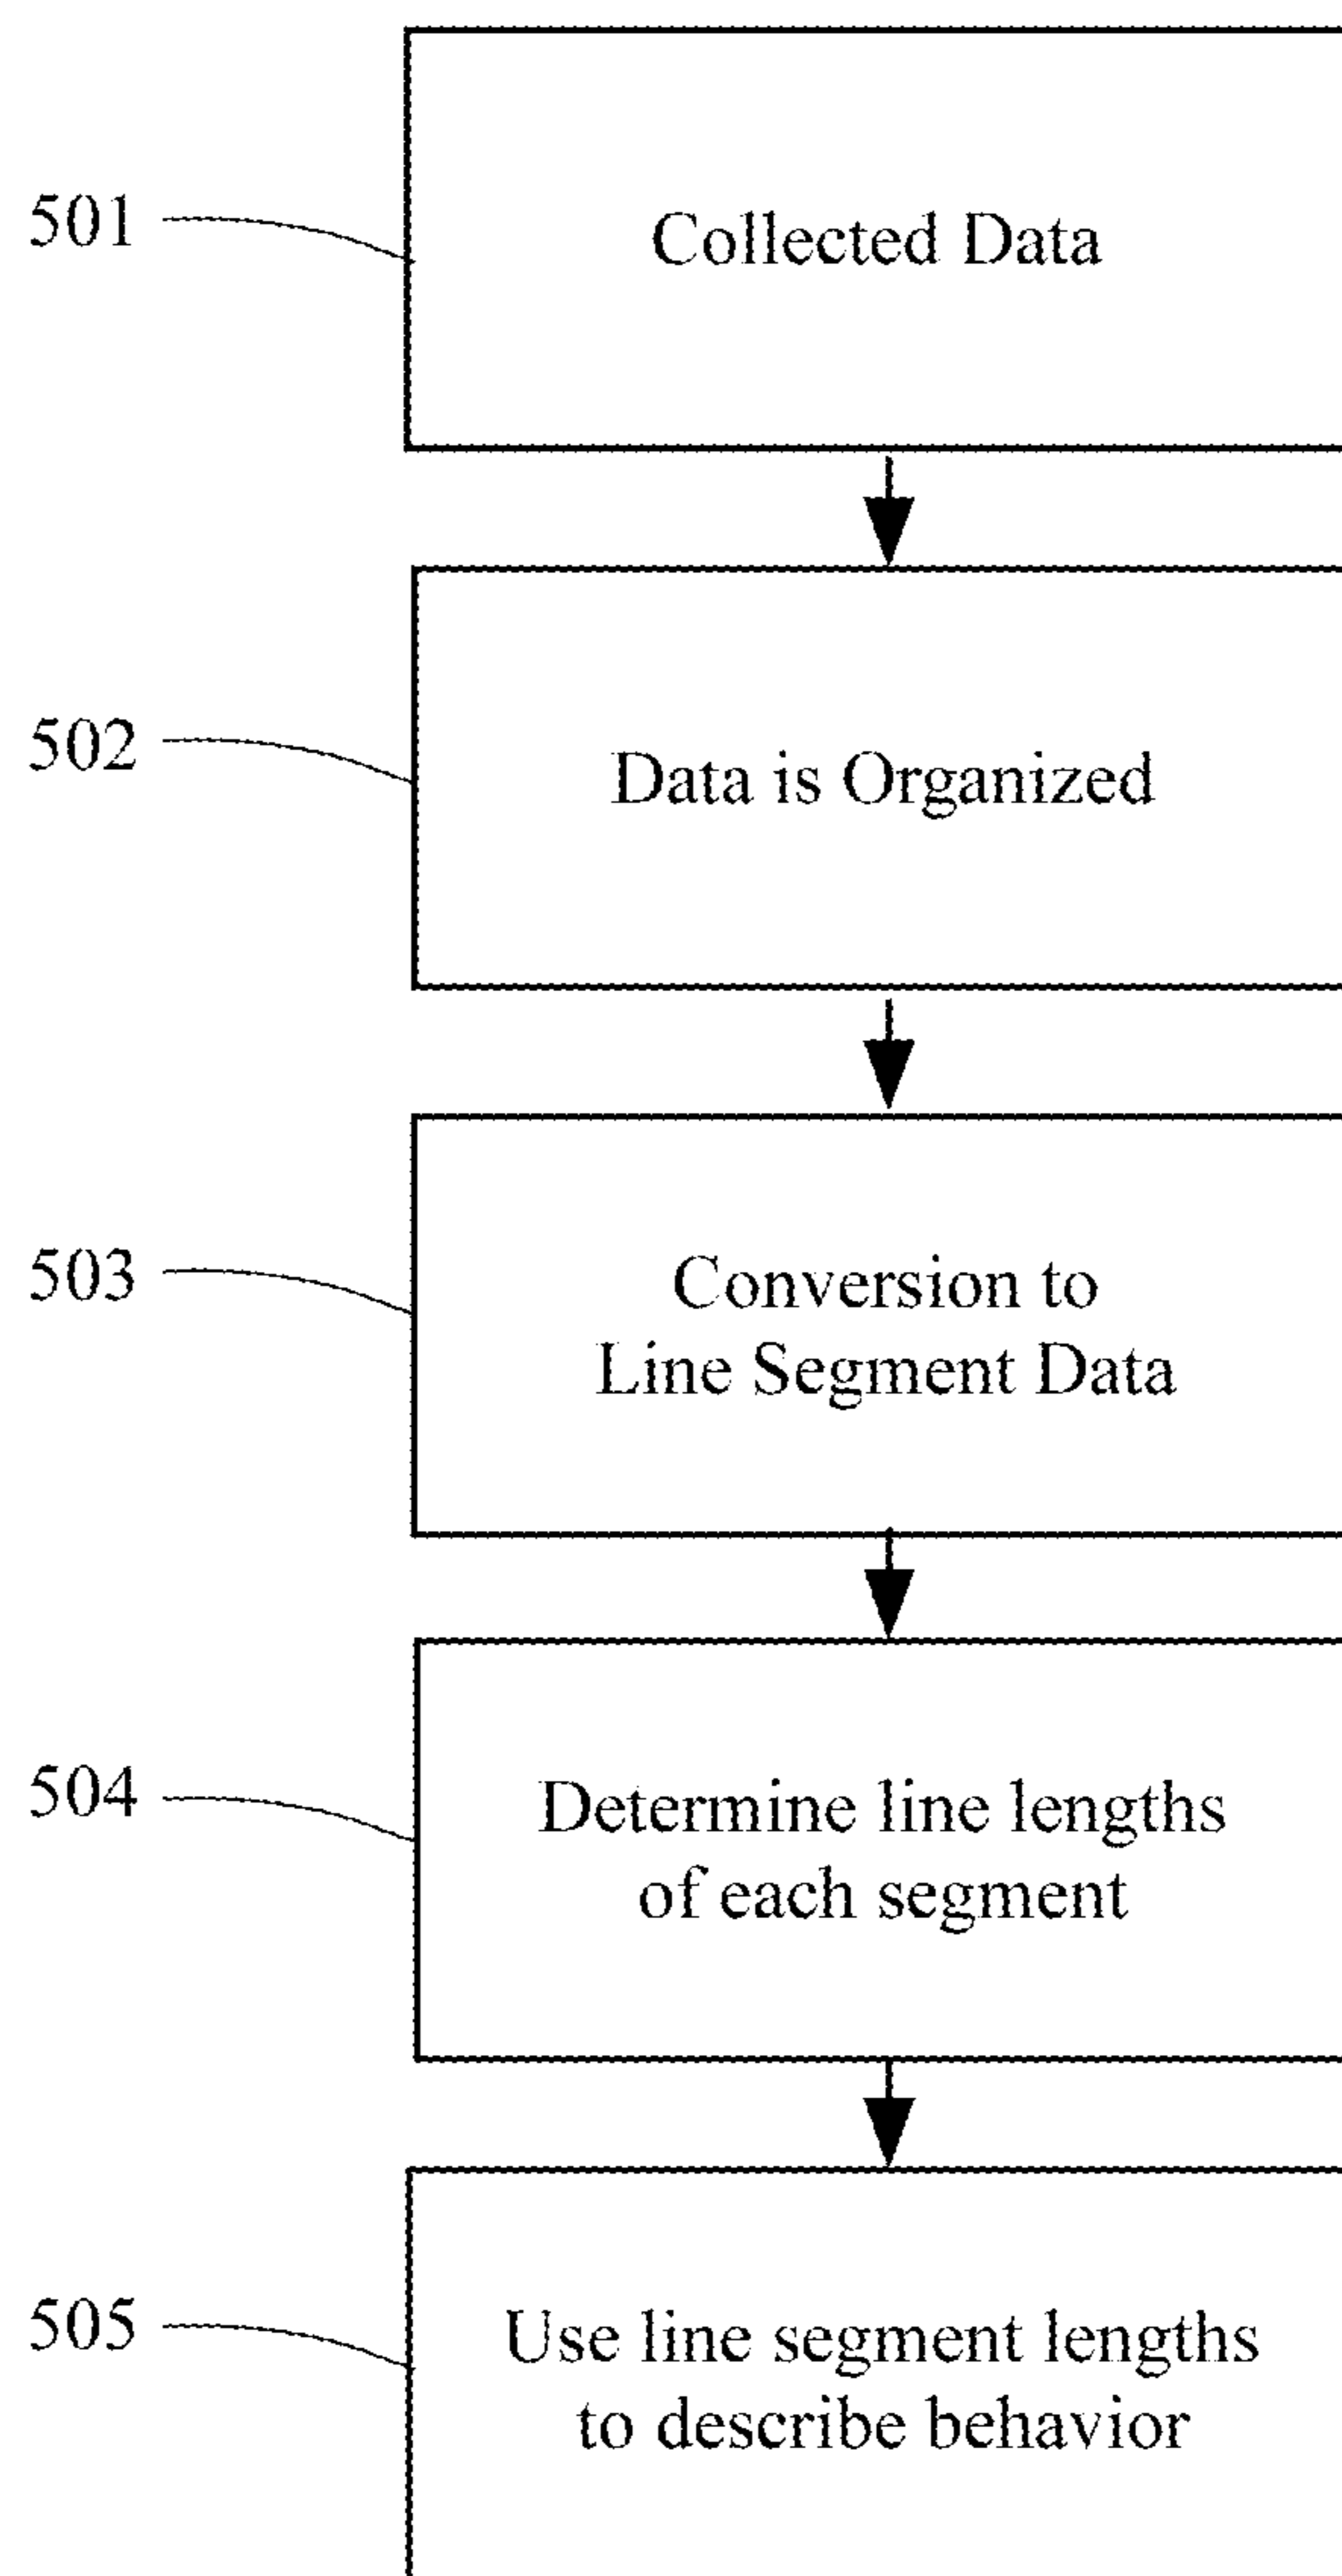 501
Collected Data
502
Data is Organized
503
Conversion to
Line Segment Data
504
Determine line lengths
of each segment
505
Use line segment lengths
to describe behavior